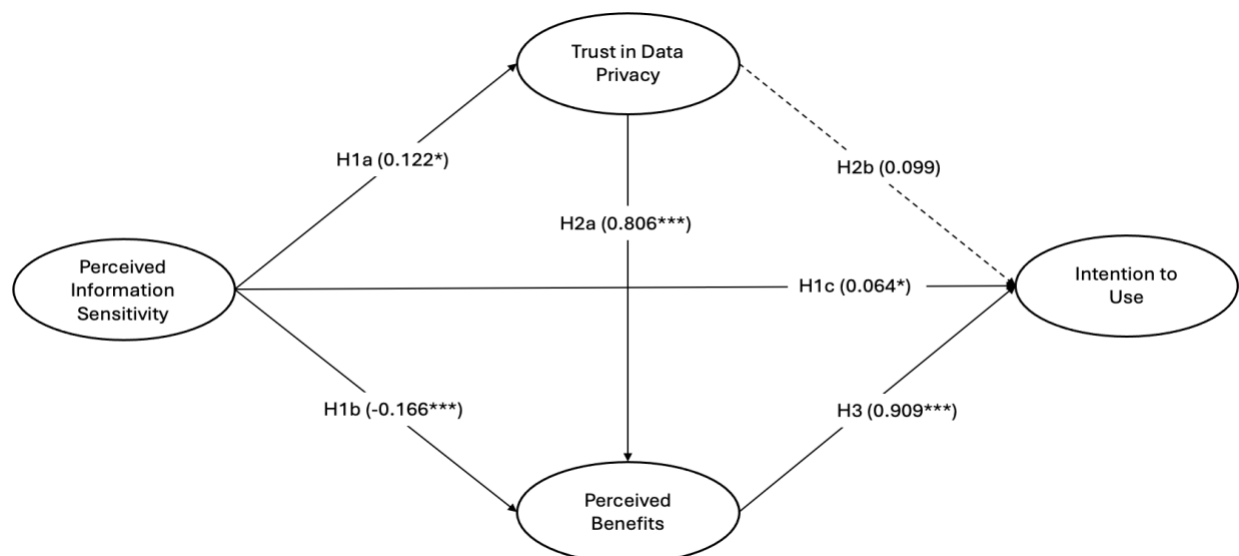 Trust in Data
Privacy
H1a (0.122*)
H2b (0.099)
H2a (0.806***)
Perceived
Information
Sensitivity
H1c (0.064*)
Intention to
Use
H1b (-0.166***)
H3 (0.909***)
Perceived
Benefits